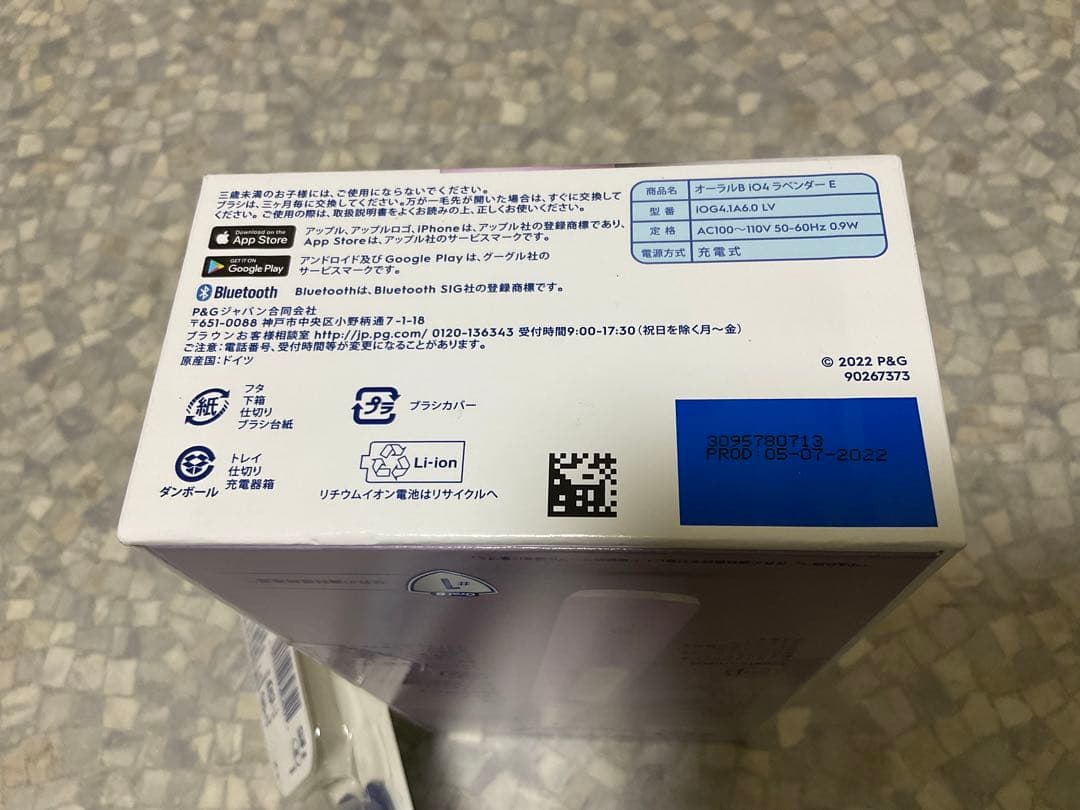 三歳未満のお子様には、ご使用にならないでください。
ブラシは、三ヶ月毎に交換してください。万が一毛先が開いた場合は、すぐに交換して
ください。ご使用の際は、取扱説明書をよくお読みの上、正しくお使いください。
Download on the
App Store
アップル、アップルロゴ、iPhoneは、アップル社の登録商標であり、
App Storeは、アップル社のサービスマークです。
GET IT ON
Google Play
アンドロイド及びGoogle Playは、グーグル社の
サービスマークです。
Bluetooth
Bluetoothは、Bluetooth SIG社の登録商標です。
P&Gジャパン合同会社
〒651-0088 神戸市中央区小野柄通7-1-18
ブラウンお客様相談室 http://jp.pg.com/ 0120-136343 受付時間9:00-17:30(祝日を除く月〜金)
ご注意:電話番号、受付時間等が変更になることがあります。
原産国:ドイツ
商品名 オーラルB iO4 ラベンダー E
型番 iOG4.1A6.0 LV
定格 AC100〜110V 50-60Hz 0.9W
電源方式 充電式
© 2022 P&G
90267373
紙
フタ
下箱
仕切り
ブラシ台紙
プラ
ブラシカバー
ダンボール
トレイ
仕切り
充電器箱
Li-ion
リチウムイオン電池はリサイクルへ
3095780713
PROD:05-07-2022
#1
Oral-B